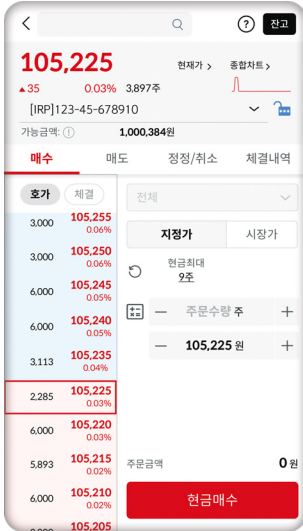 잔고
105,225
현재가
종합차트
▲35 0.03% 3,897주
[IRP]123-45-678910
가능금액: 1,000,384원
매수 매도 정정/취소 체결내역
호가 체결
전체
3,000 105,255
0.06%
지정가 시장가
3,000 105,250
0.06%
현금최대
9주
6,000 105,245
0.05%
주문수량 주
6,000 105,240
0.05%
105,225 원
3,113 105,235
0.04%
2,285 105,225
0.03%
6,000 105,220
0.03%
5,893 105,215
0.02%
주문금액 0 원
6,000 105,210
0.02%
현금매수
105,205